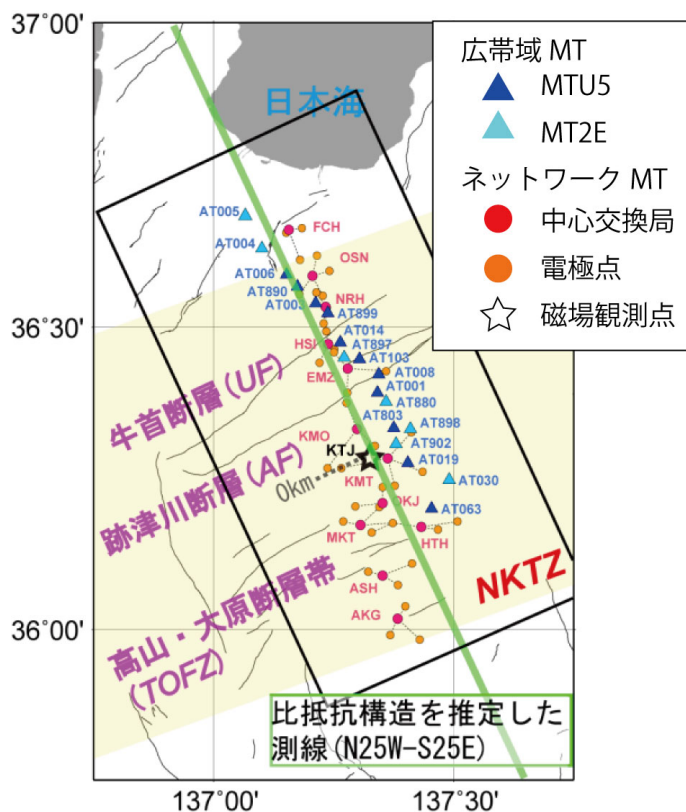 37°00'
36°30'
36°00'
137°00'
137°30'
広帯域 MT
MTU5
MT2E
ネットワーク MT
中心交換局
電極点
磁場観測点
日本海
AT005
FCH
AT004
OSN
AT006
AT890
NRH
AT003
AT899
AT014
HSI
AT897
AT103
EMZ
AT008
AT001
AT880
AT803
AT898
KMO
AT902
KTJ
AT019
0km
KMT
AT030
OKJ
AT063
MKT
HTH
ASH
AKG
牛首断層(UF)
跡津川断層(AF)
高山・大原断層帯
(TOFZ)
NKTZ
比抵抗構造を推定した
測線(N25W-S25E)